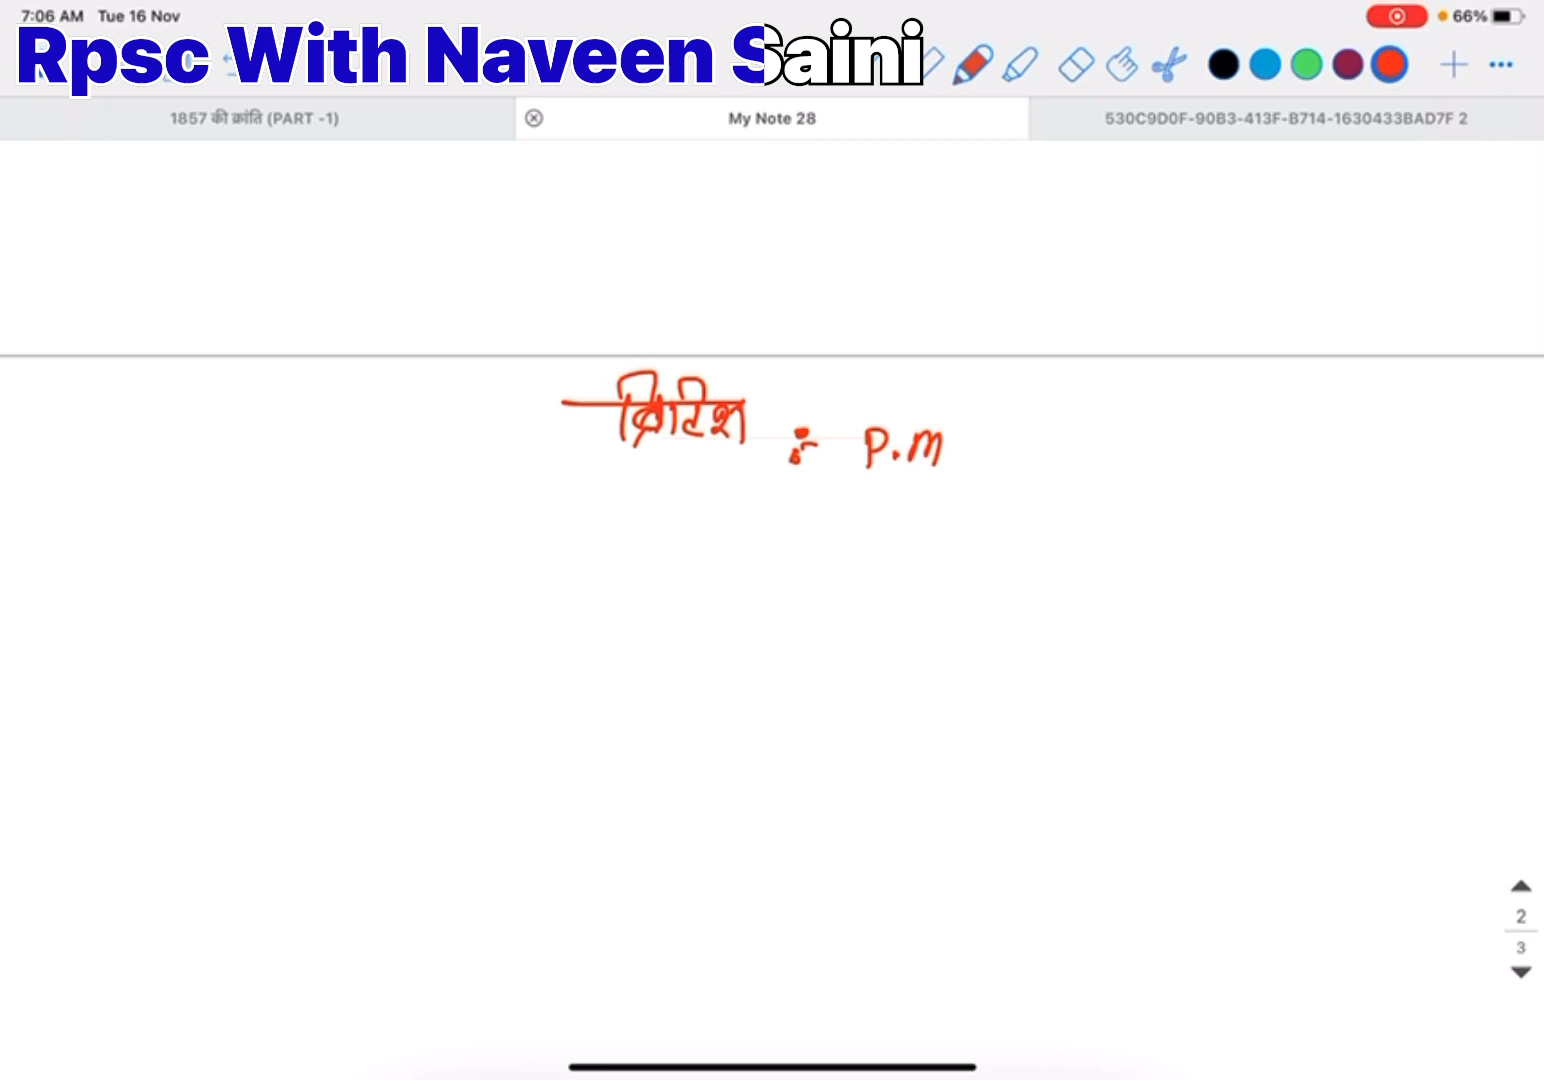 7:06 AM Tue 16 Nov
66%
Rpsc With Naveen Saini
1857 की क्रांति (PART -1)
My Note 28
530C9D0F-90B3-413F-B714-1630433BAD7F 2
ब्रिटिश :- P.M
2
3